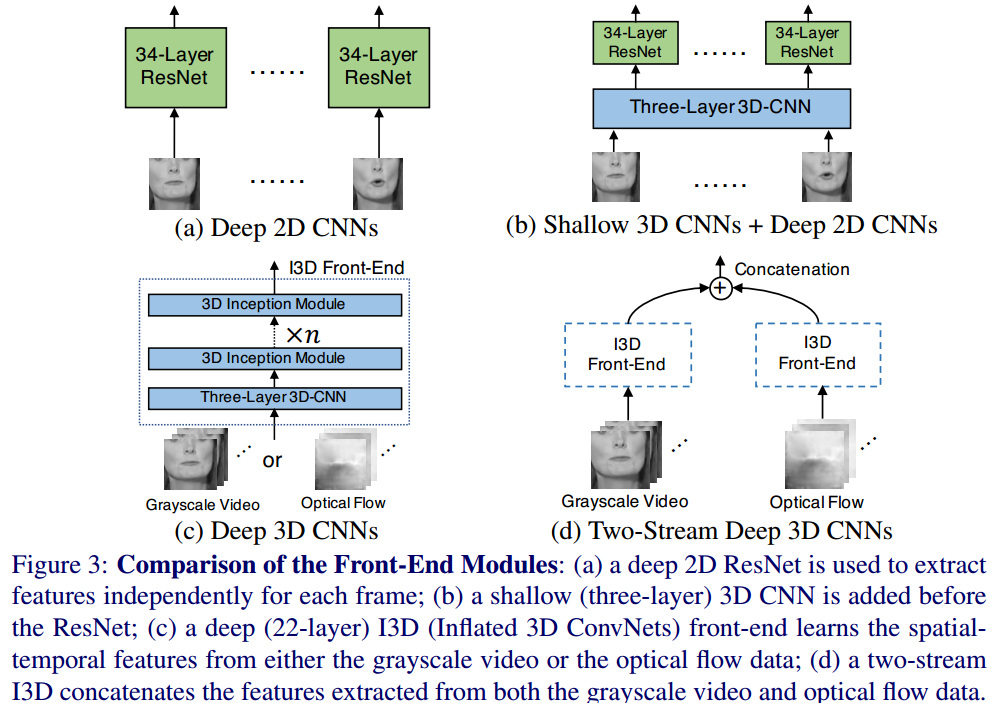 34-Layer
ResNet
......
34-Layer
ResNet
......
(a) Deep 2D CNNs
34-Layer
ResNet
......
34-Layer
ResNet
Three-Layer 3D-CNN
......
(b) Shallow 3D CNNs + Deep 2D CNNs
I3D Front-End
3D Inception Module
×n
3D Inception Module
Three-Layer 3D-CNN
...
or
...
Grayscale Video
Optical Flow
(c) Deep 3D CNNs
Concatenation
+
I3D
Front-End
I3D
Front-End
...
...
Grayscale Video
Optical Flow
(d) Two-Stream Deep 3D CNNs
Figure 3: Comparison of the Front-End Modules: (a) a deep 2D ResNet is used to extract
features independently for each frame; (b) a shallow (three-layer) 3D CNN is added before
the ResNet; (c) a deep (22-layer) I3D (Inflated 3D ConvNets) front-end learns the spatial-
temporal features from either the grayscale video or the optical flow data; (d) a two-stream
I3D concatenates the features extracted from both the grayscale video and optical flow data.